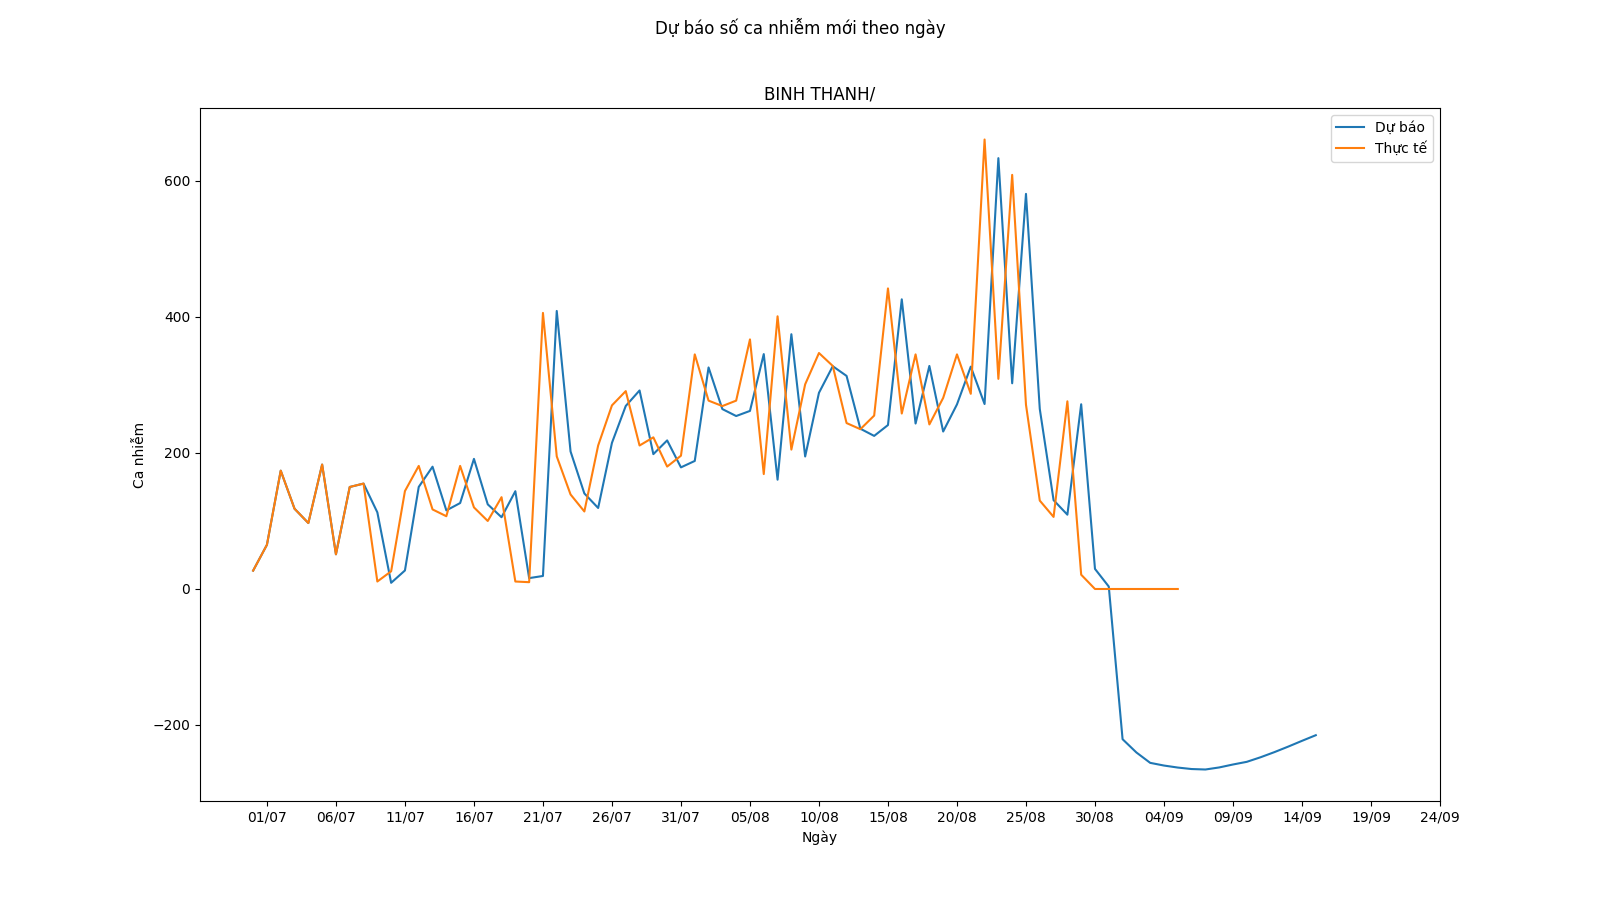 Dự báo số ca nhiễm mới theo ngày
BINH THANH/
Dự báo
Thực tế
600
400
200
0
−200
Ca nhiễm
01/07 06/07 11/07 16/07 21/07 26/07 31/07 05/08 10/08 15/08 20/08 25/08 30/08 04/09 09/09 14/09 19/09 24/09
Ngày